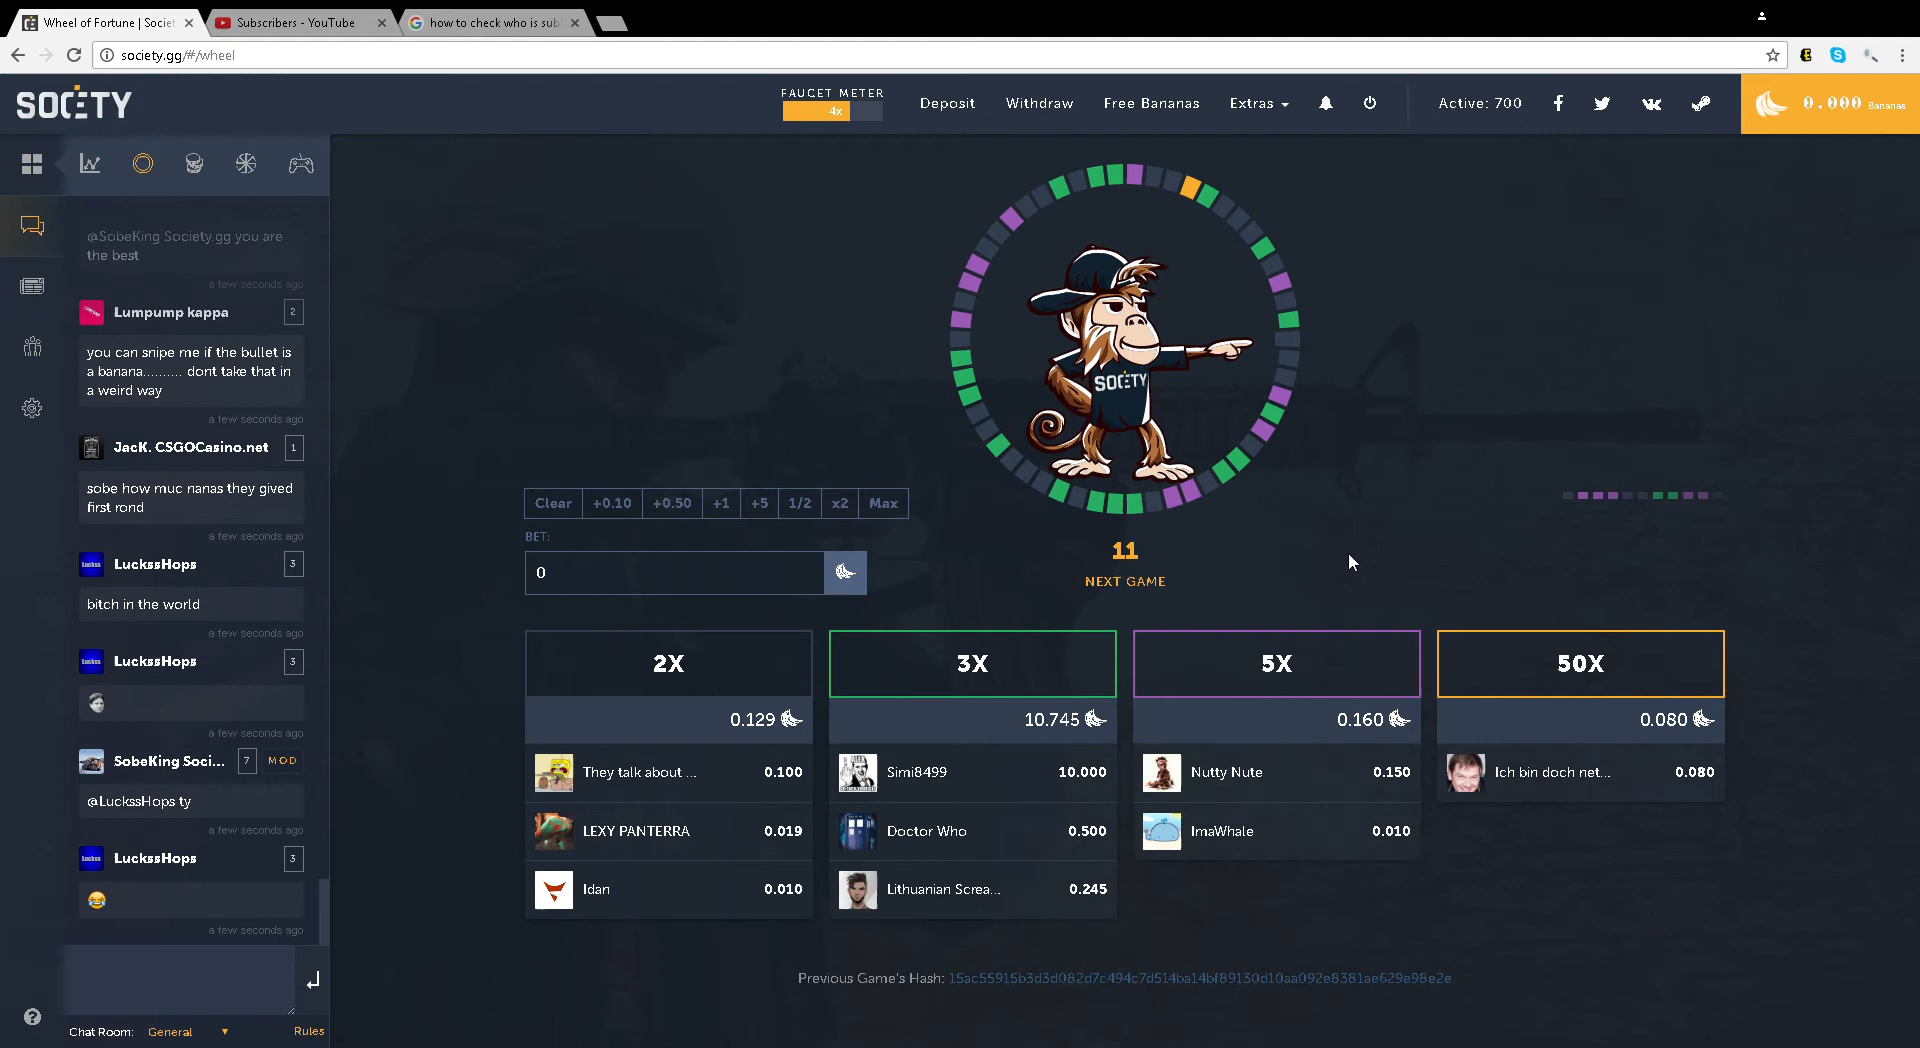 Wheel of Fortune | Societ
Subscribers - YouTube
how to check who is sub
society.gg/#/wheel
SOCIETY
FAUCET METER
4x
Deposit
Withdraw
Free Bananas
Extras
Active: 700
0.000 Bananas
@SobeKing Society.gg you are
the best
a few seconds ago
Lumpump kappa
2
you can snipe me if the bullet is
a banana.......... dont take that in
a weird way
a few seconds ago
JacK. CSGOCasino.net
1
sobe how muc nanas they gived
first rond
a few seconds ago
LuckssHops
3
bitch in the world
a few seconds ago
LuckssHops
3
a few seconds ago
SobeKing Soci...
7
MOD
@LuckssHops ty
a few seconds ago
LuckssHops
3
a few seconds ago
Chat Room: General
Rules
SOCIETY
Clear
+0.10
+0.50
+1
+5
1/2
x2
Max
BET:
0
11
NEXT GAME
2X
3X
5X
50X
0.129
10.745
0.160
0.080
They talk about ...
0.100
Simi8499
10.000
Nutty Nute
0.150
Ich bin doch net...
0.080
LEXY PANTERRA
0.019
Doctor Who
0.500
ImaWhale
0.010
Idan
0.010
Lithuanian Screa...
0.245
Previous Game's Hash: 15ac55915b3d3d082d7c494c7d514ba14bf89130d10aa092e8381ae629e98e2e